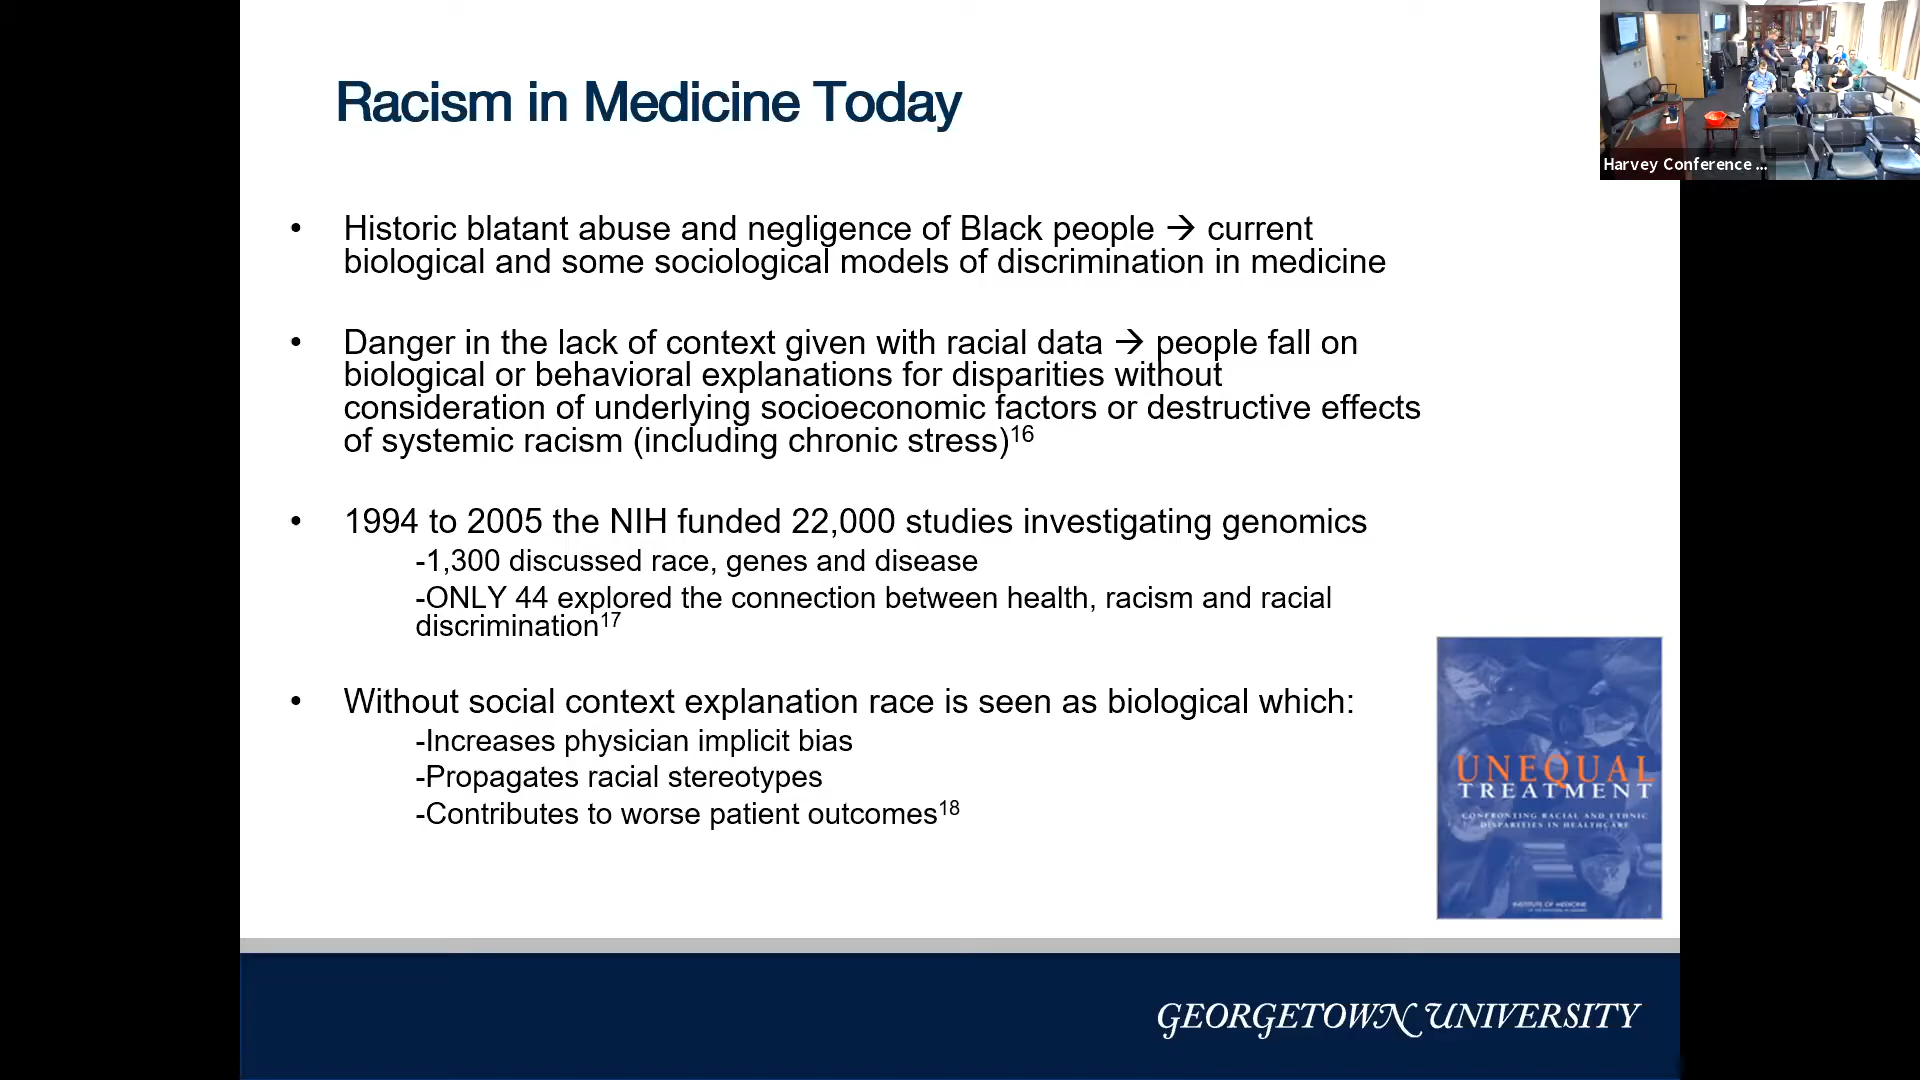 Racism in Medicine Today
Harvey Conference ...
• Historic blatant abuse and negligence of Black people → current
biological and some sociological models of discrimination in medicine
• Danger in the lack of context given with racial data → people fall on
biological or behavioral explanations for disparities without
consideration of underlying socioeconomic factors or destructive effects
of systemic racism (including chronic stress)16
• 1994 to 2005 the NIH funded 22,000 studies investigating genomics
-1,300 discussed race, genes and disease
-ONLY 44 explored the connection between health, racism and racial
discrimination17
• Without social context explanation race is seen as biological which:
-Increases physician implicit bias
-Propagates racial stereotypes
-Contributes to worse patient outcomes18
UNEQUAL
TREATMENT
CONFRONTING RACIAL AND ETHNIC
DISPARITIES IN HEALTHCARE
INSTITUTE OF MEDICINE
GEORGETOWN UNIVERSITY